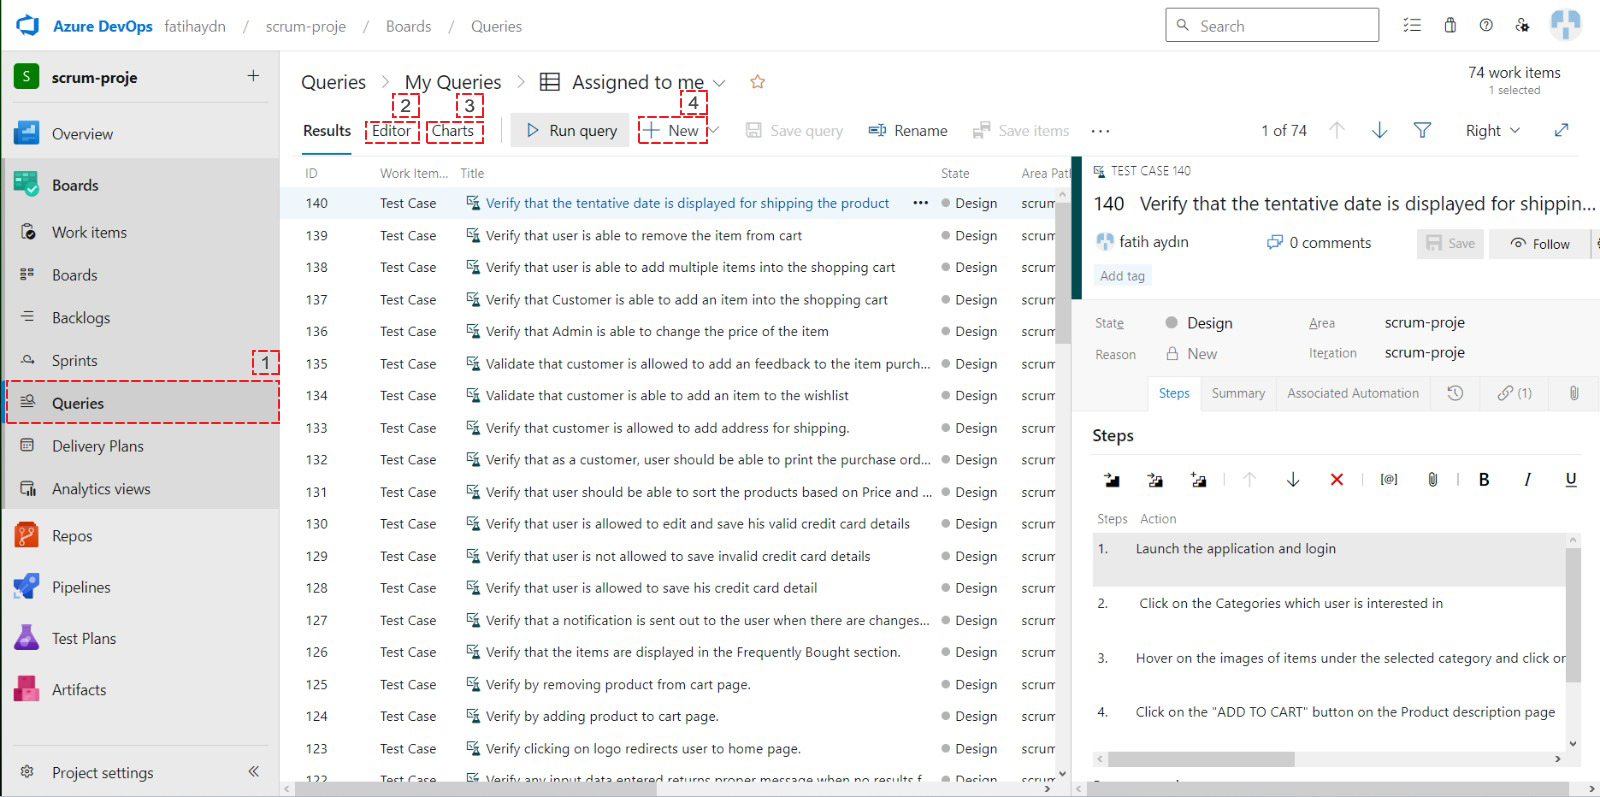 Azure DevOps fatihaydn / scrum-proje / Boards / Queries
Search
S scrum-proje
Overview
Boards
Work items
Boards
Backlogs
Sprints
1
Queries
Delivery Plans
Analytics views
Repos
Pipelines
Test Plans
Artifacts
Project settings
Queries > My Queries > Assigned to me
74 work items
1 selected
2 3 4
Results Editor Charts Run query New Save query Rename Save items ...
1 of 74 Right
ID Work Item... Title State Area Pat
140 Test Case Verify that the tentative date is displayed for shipping the product ... Design scrum
139 Test Case Verify that user is able to remove the item from cart Design scrum
138 Test Case Verify that user is able to add multiple items into the shopping cart Design scrum
137 Test Case Verify that Customer is able to add an item into the shopping cart Design scrum
136 Test Case Verify that Admin is able to change the price of the item Design scrum
135 Test Case Validate that customer is allowed to add an feedback to the item purch... Design scrum
134 Test Case Validate that customer is able to add an item to the wishlist Design scrum
133 Test Case Verify that customer is allowed to add address for shipping. Design scrum
132 Test Case Verify that as a customer, user should be able to print the purchase ord... Design scrum
131 Test Case Verify that user should be able to sort the products based on Price and ... Design scrum
130 Test Case Verify that user is allowed to edit and save his valid credit card details Design scrum
129 Test Case Verify that user is not allowed to save invalid credit card details Design scrum
128 Test Case Verify that user is allowed to save his credit card detail Design scrum
127 Test Case Verify that a notification is sent out to the user when there are changes... Design scrum
126 Test Case Verify that the items are displayed in the Frequently Bought section. Design scrum
125 Test Case Verify by removing product from cart page. Design scrum
124 Test Case Verify by adding product to cart page. Design scrum
123 Test Case Verify clicking on logo redirects user to home page. Design scrum
122 Test Case Verify any input data entered returns proper message when no results f Design scrum
TEST CASE 140
140 Verify that the tentative date is displayed for shippin...
fatih aydın 0 comments Save Follow
Add tag
State Design Area scrum-proje
Reason New Iteration scrum-proje
Steps Summary Associated Automation (1)
Steps
[@] B I U
Steps Action
1. Launch the application and login
2. Click on the Categories which user is interested in
3. Hover on the images of items under the selected category and click or
4. Click on the "ADD TO CART" button on the Product description page